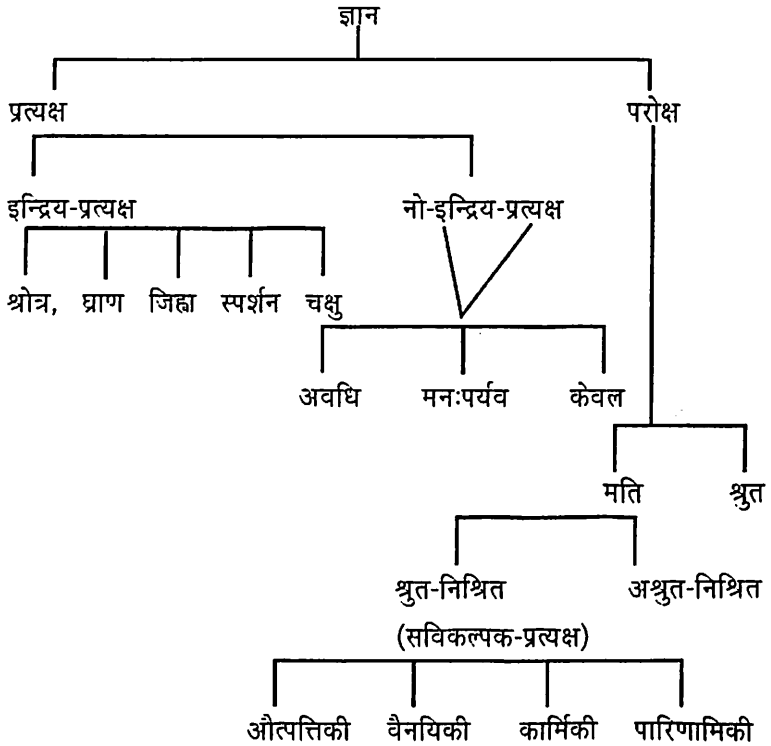 ज्ञान
प्रत्यक्ष परोक्ष
इन्द्रिय-प्रत्यक्ष नो-इन्द्रिय-प्रत्यक्ष
श्रोत्र, घ्राण जिह्वा स्पर्शन चक्षु
अवधि मनःपर्यव केवल
मति श्रुत
श्रुत-निश्रित अश्रुत-निश्रित
(सविकल्पक-प्रत्यक्ष)
औत्पत्तिकी वैनयिकी कार्मिकी पारिणामिकी